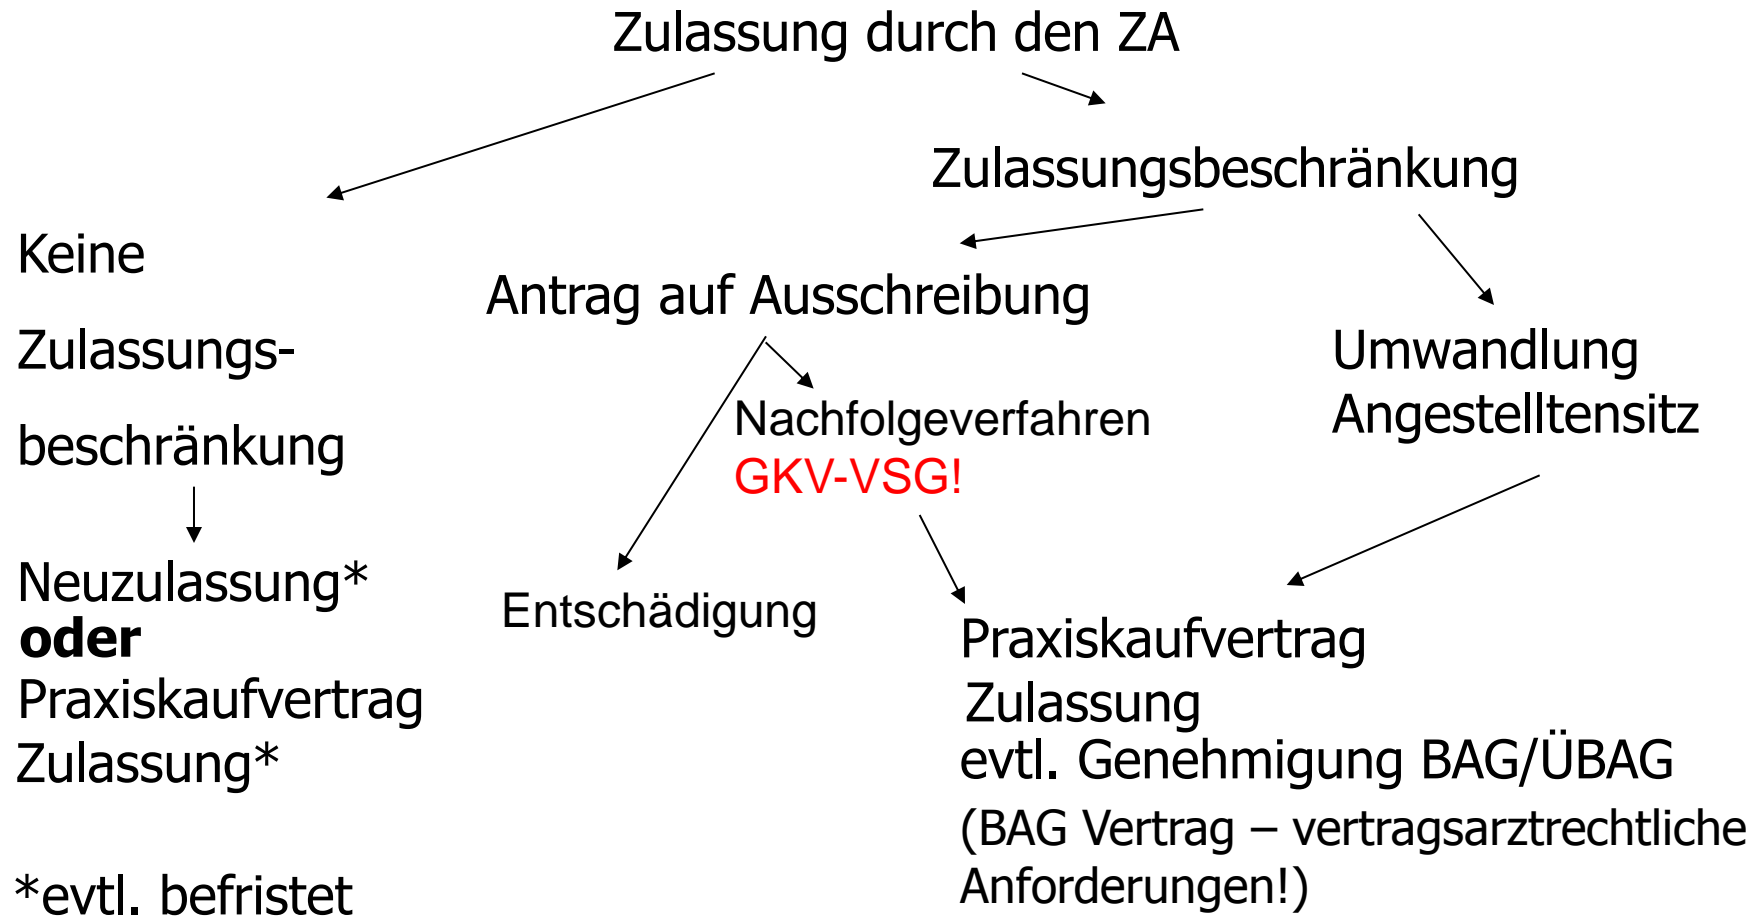 Zulassung durch den ZA
Zulassungsbeschränkung
Keine
Zulassungs-
beschränkung
Antrag auf Ausschreibung
Umwandlung
Angestelltensitz
Nachfolgeverfahren
GKV-VSG!
Neuzulassung*
oder
Praxiskaufvertrag
Zulassung*
Entschädigung
Praxiskaufvertrag
Zulassung
evtl. Genehmigung BAG/ÜBAG
(BAG Vertrag – vertragsarztrechtliche
Anforderungen!)
*evtl. befristet